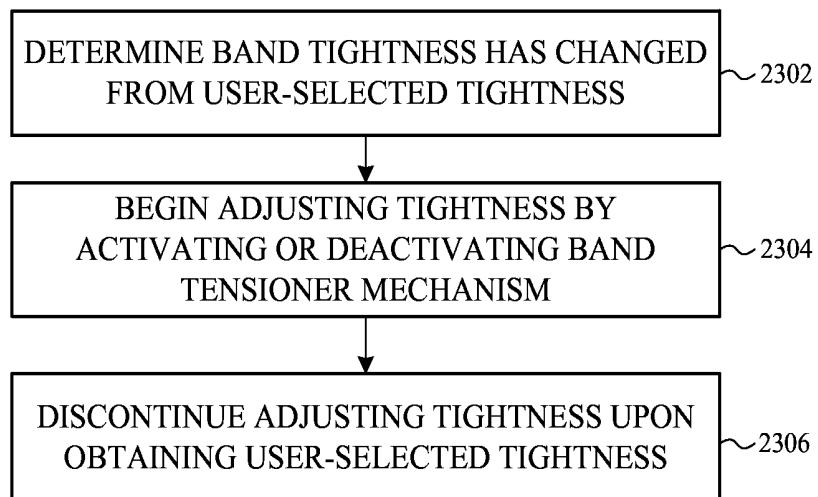 DETERMINE BAND TIGHTNESS HAS CHANGED
FROM USER-SELECTED TIGHTNESS
2302
BEGIN ADJUSTING TIGHTNESS BY
ACTIVATING OR DEACTIVATING BAND
TENSIONER MECHANISM
2304
DISCONTINUE ADJUSTING TIGHTNESS UPON
OBTAINING USER-SELECTED TIGHTNESS
2306